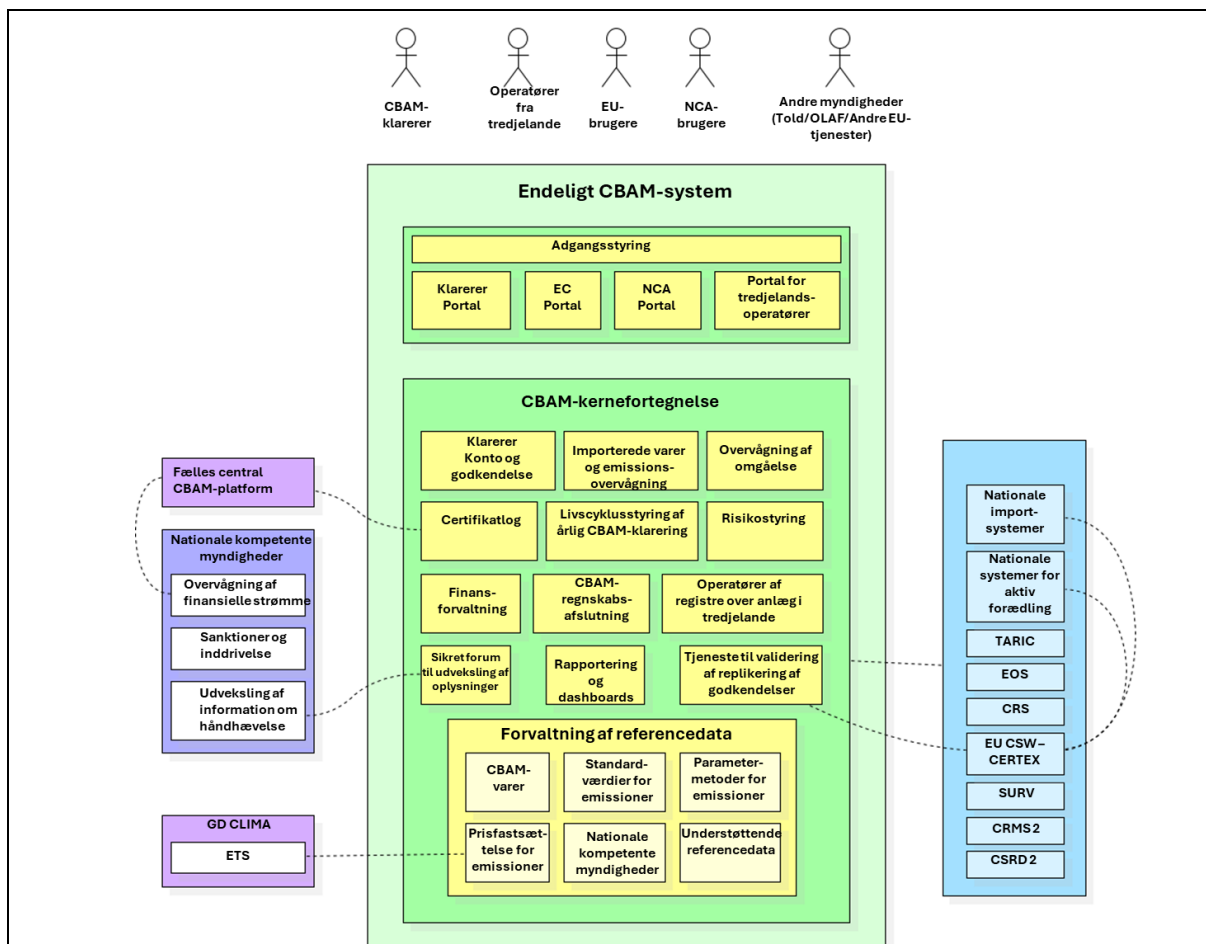 CBAM-
klarerer
Operatører
fra
tredjelande
EU-
brugere
NCA-
brugere
Andre myndigheder
(Told/OLAF/Andre EU-
tjenester)
Endeligt CBAM-system
Adgangsstyring
Klarerer
Portal
EC
Portal
NCA
Portal
Portal for
tredjelands-
operatører
CBAM-kernefortegnelse
Klarerer
Konto og
godkendelse
Importerede varer
og emissions-
overvågning
Overvågning af
omgåelse
Certifikatlog
Livscyklusstyring af
årlig CBAM-klarering
Risikostyring
Finans-
forvaltning
CBAM-
regnskabs-
afslutning
Operatører af
registre over anlæg i
tredjelande
Sikret forum
til udveksling af
oplysninger
Rapportering
og
dashboards
Tjeneste til validering
af replikering af
godkendelser
Forvaltning af referencedata
CBAM-
varer
Standard-
værdier for
emissioner
Parameter-
metoder for
emissioner
Prisfastsæt-
telse for
emissioner
Nationale
kompetente
myndigheder
Understøttende
referencedata
Fælles central
CBAM-platform
Nationale kompetente
myndigheder
Overvågning af
finansielle strømme
Sanktioner og
inddrivelse
Udveksling af
information om
håndhævelse
GD CLIMA
ETS
Nationale
import-
systemer
Nationale
systemer for
aktiv
forædling
TARIC
EOS
CRS
EU CSW–
CERTEX
SURV
CRMS 2
CSRD 2